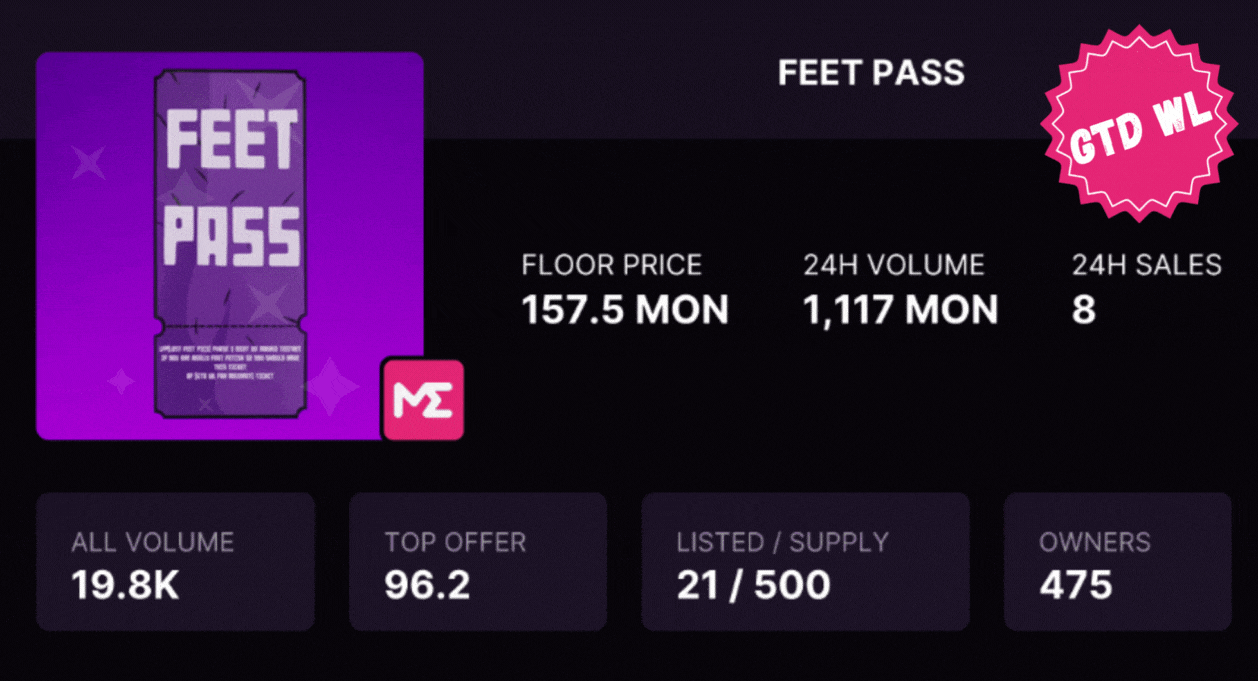 FEET PASS
GTD WL
FEET
PASS
FLOOR PRICE
157.5 MON
24H VOLUME
1,117 MON
24H SALES
8
ME
ALL VOLUME
19.8K
TOP OFFER
96.2
LISTED / SUPPLY
21 / 500
OWNERS
475